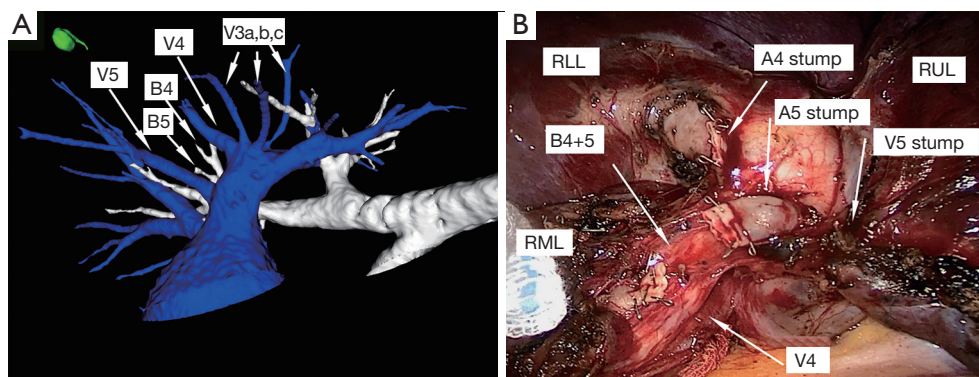 A
V3a,b,c
V4
V5
B4
B5
B
A4 stump
RLL
RUL
A5 stump
B4+5
V5 stump
RML
V4